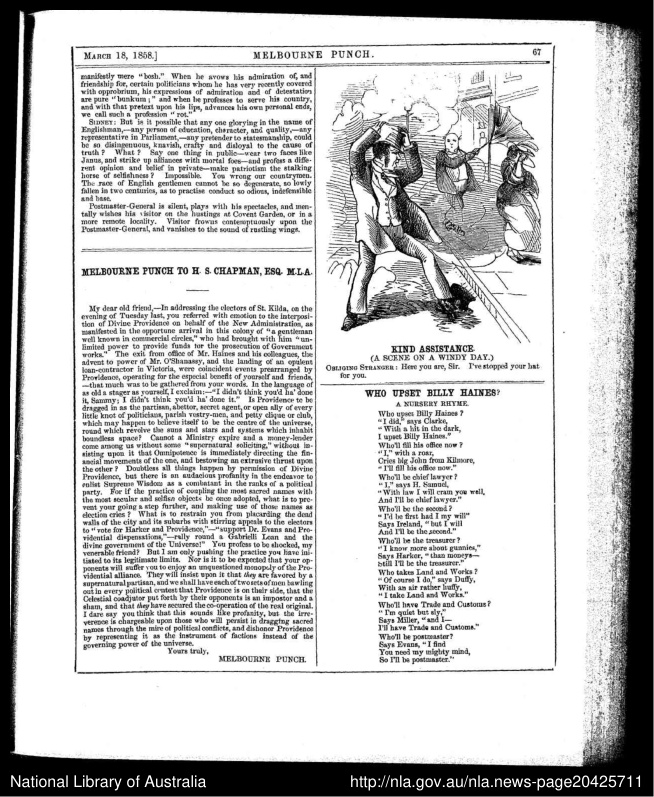 MARCH 18, 1858.]
MELBOURNE PUNCH.
67
manifestly mere "bosh." When he avows his admiration of, and
friendship for, certain politicians whom he has very recently covered
with opprobrium, his expressions of admiration and of detestation
are pure "bunkum;" and when he professes to serve his country,
and with that pretext upon his lips, advances his own personal ends,
we call such a profession "rot."
SIDNEY: But is it possible that any one glorying in the name of
Englishman,—any person of education, character, and quality,—any
representative in Parliament,—any pretender to statesmanship, could
be so disingenuous, knavish, crafty and disloyal to the cause of
truth? What? Say one thing in public—wear two faces like
Janus, and strike up alliances with mortal foes—and profess a diffe-
rent opinion and belief in private—make patriotism the stalking
horse of selfishness? Impossible. You wrong our countrymen.
The race of English gentlemen cannot be so degenerate, so lowly
fallen in two centuries, as to practise conduct so odious, indefensible
and base.
Postmaster-General is silent, plays with his spectacles, and men-
tally wishes his visitor on the hustings at Covent Garden, or in a
more remote locality. Visitor frowns contemptuously upon the
Postmaster-General, and vanishes to the sound of rustling wings.
MELBOURNE PUNCH TO H. S. CHAPMAN, ESQ. M.L.A.
My dear old friend,—In addressing the electors of St. Kilda, on the
evening of Tuesday last, you referred with emotion to the interposi-
tion of Divine Providence on behalf of the New Administration, as
manifested in the opportune arrival in this colony of "a gentleman
well known in commercial circles," who had brought with him "un-
limited power to provide funds for the prosecution of Government
works." The exit from office of Mr. Haines and his colleagues, the
advent to power of Mr. O'Shanassy, and the landing of an opulent
loan-contractor in Victoria, were coincident events prearranged by
Providence, operating for the especial benefit of yourself and friends,
—that much was to be gathered from your words. In the language of
as old a stager as yourself, I exclaim:—"I didn't think you'd ha' done
it, Sammy; I didn't think you'd ha' done it." Is Providence to be
dragged in as the partisan, abettor, secret agent, or open ally of every
little knot of politicians, parish vestry-men, and petty clique or club,
which may happen to believe itself to be the centre of the universe,
round which revolve the suns and stars and systems which inhabit
boundless space? Cannot a Ministry expire and a money-lender
come among us without some "supernatural soliciting," without in-
sisting upon it that Omnipotence is immediately directing the fin-
ancial movements of the one, and bestowing an extrusive thrust upon
the other? Doubtless all things happen by permission of Divine
Providence, but there is an audacious profanity in the endeavor to
enlist Supreme Wisdom as a combatant in the ranks of a political
party. For if the practice of coupling the most sacred names with
the most secular and selfish objects be once adopted, what is to pre-
vent your going a step further, and making use of those names as
election cries? What is to restrain you from placarding the dead
walls of the city and its suburbs with stirring appeals to the electors
to "vote for Harker and Providence,"—"support Dr. Evans and Pro-
vidential dispensations,"—rally round a Gabrielli Loan and the
divine government of the Universe!" You profess to be shocked, my
venerable friend? But I am only pushing the practice you have ini-
tiated to its legitimate limits. Nor is it to be expected that your op-
ponents will suffer you to enjoy an unquestioned monopoly of the Pro-
vidential alliance. They will insist upon it that they are favored by a
supernatural partisan, and we shall have each of two sets of men bawling
out in every political contest that Providence is on their side, that the
Celestial coadjutor put forth by their opponents is an impostor and a
sham, and that they have secured the co-operation of the real original.
I dare say you think that this sounds like profanity, but the irre-
verence is chargeable upon those who will persist in dragging sacred
names through the mire of political conflicts, and dishonor Providence
by representing it as the instrument of factions instead of the
governing power of the universe.
Yours truly,
MELBOURNE PUNCH.
KIND ASSISTANCE
(A SCENE ON A WINDY DAY.)
OBLIGING STRANGER: Here you are, Sir. I've stopped your hat
for you.
WHO UPSET BILLY HAINES?
A NURSERY RHYME.
Who upset Billy Haines?
"I did," says Clarke,
"With a hit in the dark,
I upset Billy Haines."
Who'll fill his office now?
"I," with a roar,
Cries big John from Kilmore,
"I'll fill his office now."
Who'll be chief lawyer?
"I," says H. Samuel,
"With law I will cram you well,
And I'll be chief lawyer."
Who'll be the second?
"I'd be first had I my will"
Says Ireland, "but I will
And I'll be the second."
Who'll be the treasurer?
"I know more about gunnies,"
Says Harker, "than moneys—
Still I'll be the treasurer."
Who takes Land and Works?
"Of course I do," says Duffy,
With an air rather huffy,
"I take Land and Works."
Who'll have Trade and Customs?
"I'm quiet but sly,"
Says Miller, "and I—
I'll have Trade and Customs."
Who'll be postmaster?
Says Evans, "I find
You need my mighty mind,
So I'll be postmaster."
National Library of Australia
http://nla.gov.au/nla.news-page20425711